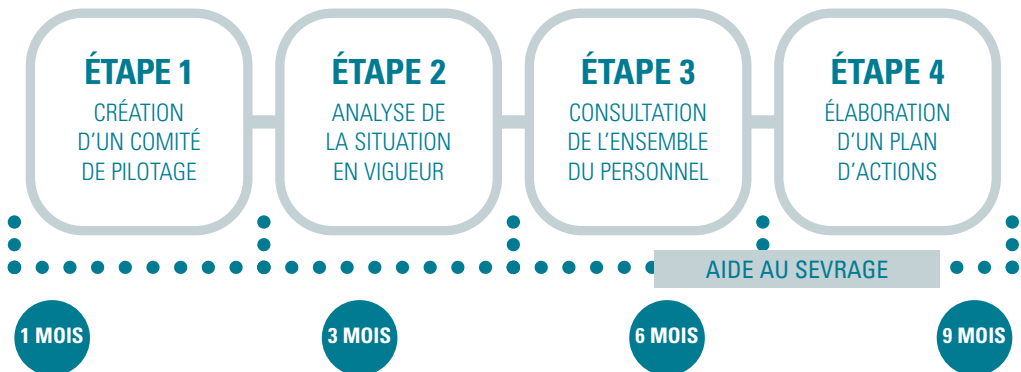 ÉTAPE 1
CRÉATION
D'UN COMITÉ
DE PILOTAGE
ÉTAPE 2
ANALYSE DE
LA SITUATION
EN VIGUEUR
ÉTAPE 3
CONSULTATION
DE L'ENSEMBLE
DU PERSONNEL
ÉTAPE 4
ÉLABORATION
D'UN PLAN
D'ACTIONS
AIDE AU SEVRAGE
1 MOIS
3 MOIS
6 MOIS
9 MOIS